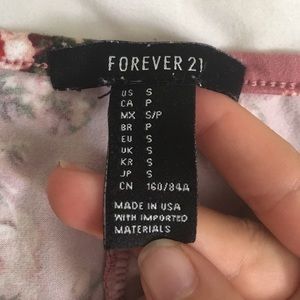 FOREVER 21
US S
CA P
MX S/P
BR P
EU S
UK S
KR S
JP S
CN 160/84A
MADE IN USA
WITH IMPORTED
MATERIALS